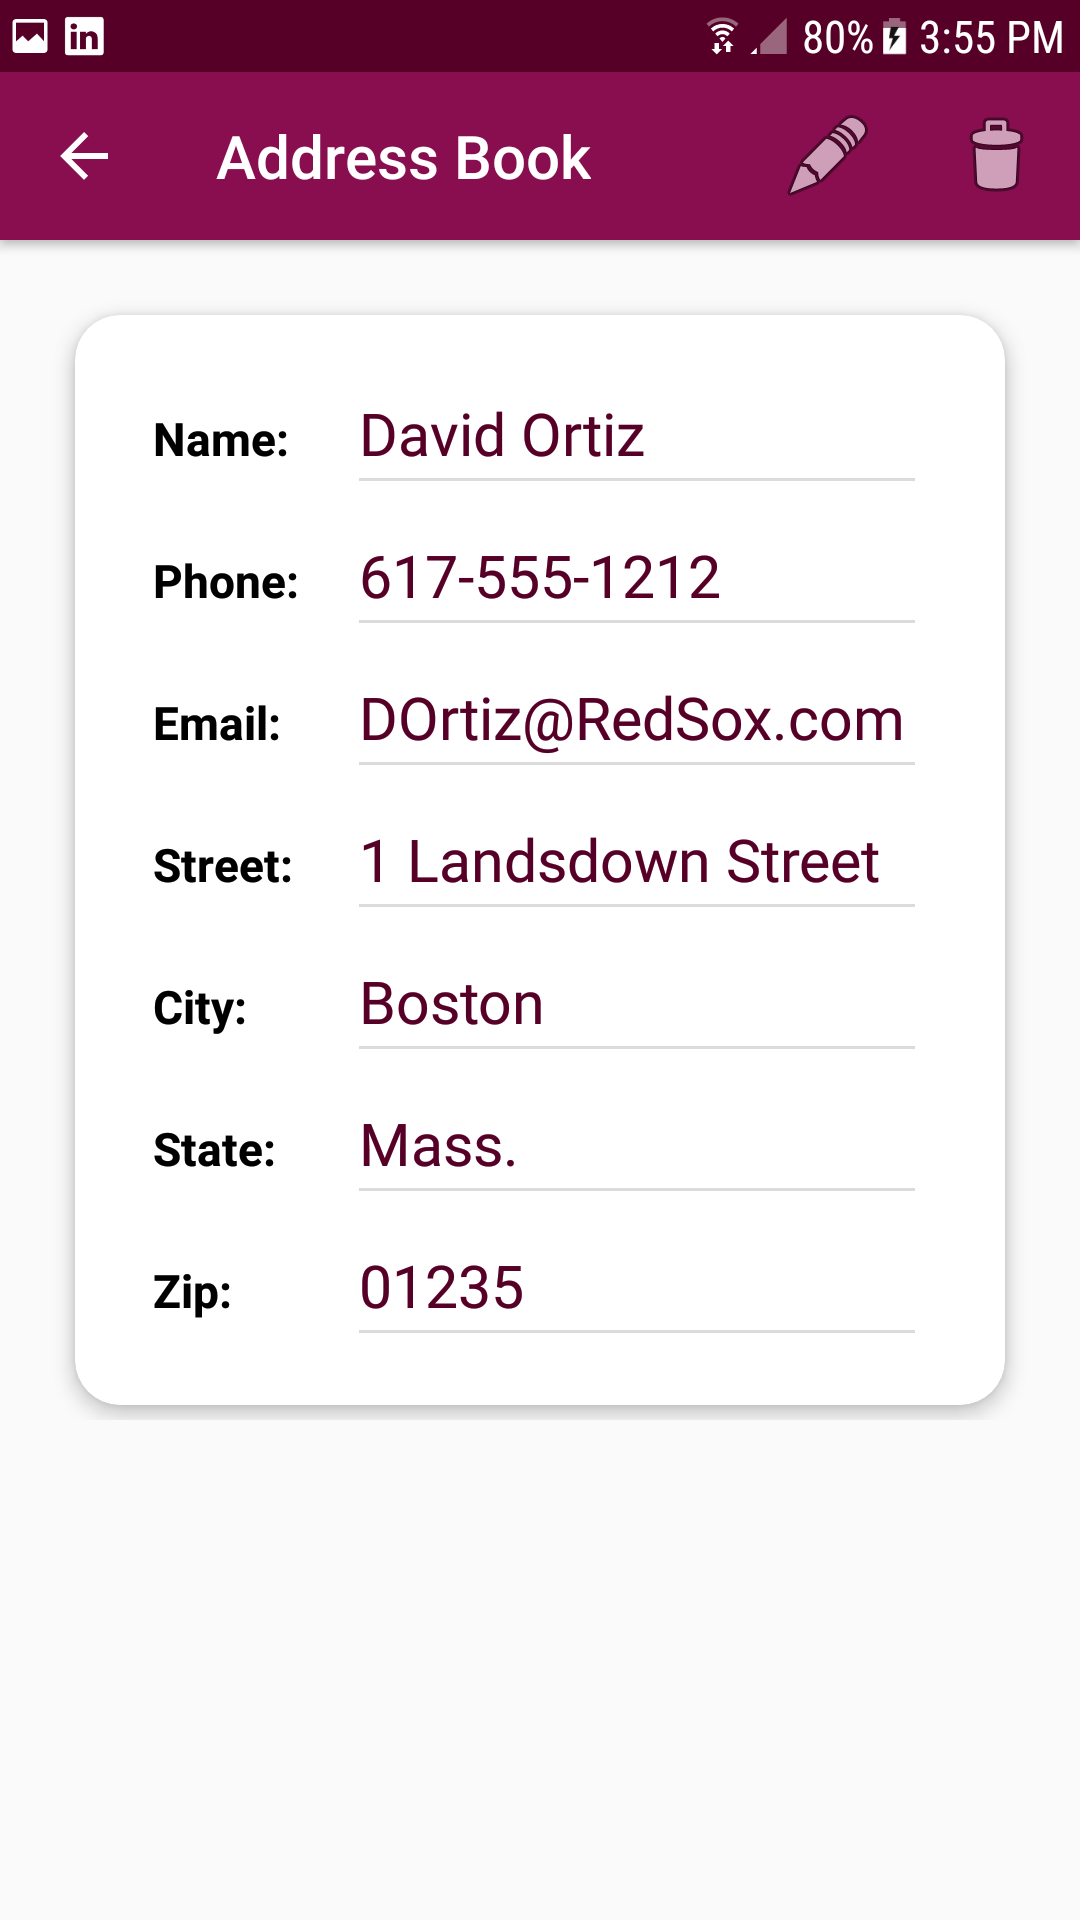 in 80% 3:55 PM
Address Book
Name: David Ortiz
Phone: 617-555-1212
Email: DOrtiz@RedSox.com
Street: 1 Landsdown Street
City: Boston
State: Mass.
Zip: 01235